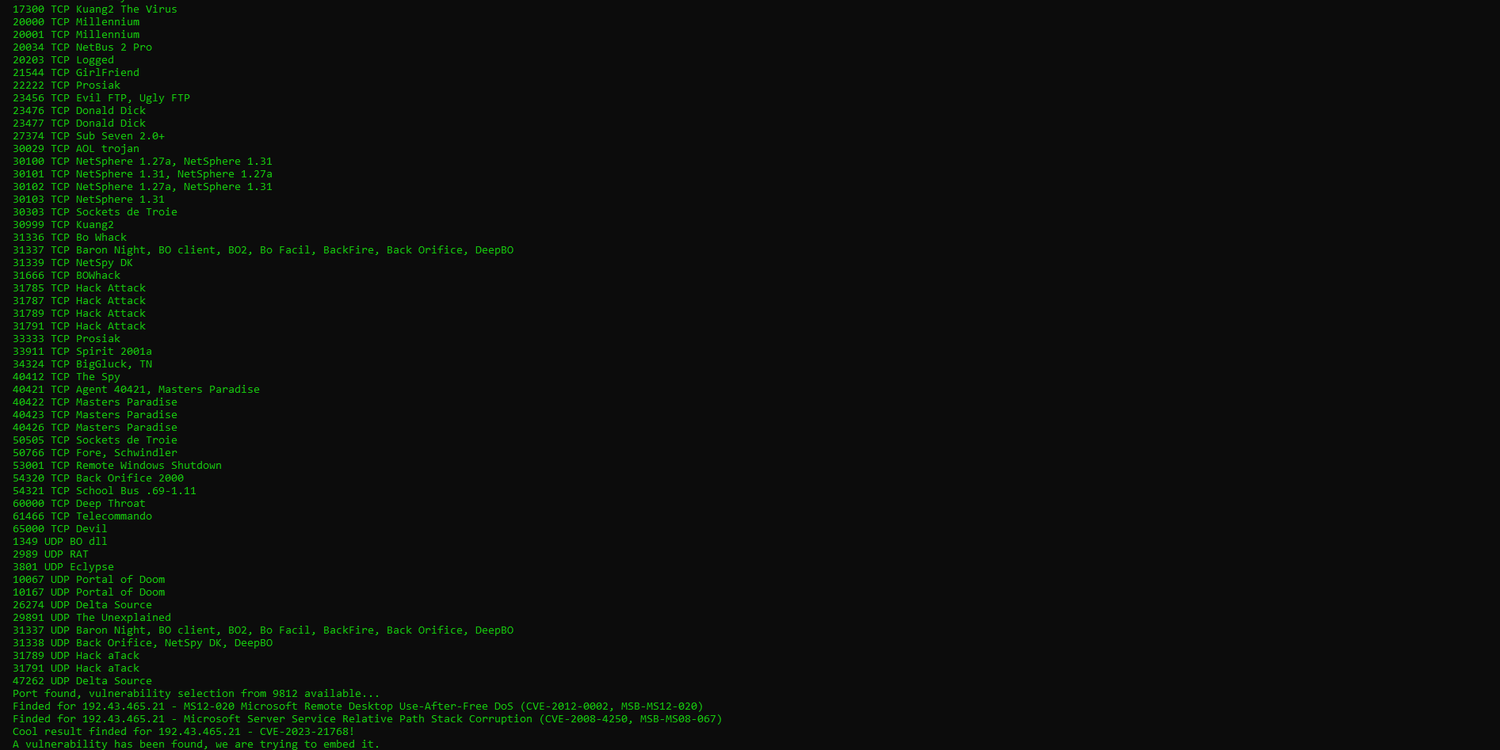 17300 TCP Kuang2 The Virus
20000 TCP Millennium
20001 TCP Millennium
20034 TCP NetBus 2 Pro
20203 TCP Logged
21544 TCP GirlFriend
22222 TCP Prosiak
23456 TCP Evil FTP, Ugly FTP
23476 TCP Donald Dick
23477 TCP Donald Dick
27374 TCP Sub Seven 2.0+
30029 TCP AOL trojan
30100 TCP NetSphere 1.27a, NetSphere 1.31
30101 TCP NetSphere 1.31, NetSphere 1.27a
30102 TCP NetSphere 1.27a, NetSphere 1.31
30103 TCP NetSphere 1.31
30303 TCP Sockets de Troie
30999 TCP Kuang2
31336 TCP Bo Whack
31337 TCP Baron Night, BO client, BO2, Bo Facil, BackFire, Back Orifice, DeepBO
31339 TCP NetSpy DK
31666 TCP BOWhack
31785 TCP Hack Attack
31787 TCP Hack Attack
31789 TCP Hack Attack
31791 TCP Hack Attack
33333 TCP Prosiak
33911 TCP Spirit 2001a
34324 TCP BigGluck, TN
40412 TCP The Spy
40421 TCP Agent 40421, Masters Paradise
40422 TCP Masters Paradise
40423 TCP Masters Paradise
40426 TCP Masters Paradise
50505 TCP Sockets de Troie
50766 TCP Fore, Schwindler
53001 TCP Remote Windows Shutdown
54320 TCP Back Orifice 2000
54321 TCP School Bus .69-1.11
60000 TCP Deep Throat
61466 TCP Telecommando
65000 TCP Devil
1349 UDP BO dll
2989 UDP RAT
3801 UDP Eclypse
10067 UDP Portal of Doom
10167 UDP Portal of Doom
26274 UDP Delta Source
29891 UDP The Unexplained
31337 UDP Baron Night, BO client, BO2, Bo Facil, BackFire, Back Orifice, DeepBO
31338 UDP Back Orifice, NetSpy DK, DeepBO
31789 UDP Hack aTack
31791 UDP Hack aTack
47262 UDP Delta Source
Port found, vulnerability selection from 9812 available...
Finded for 192.43.465.21 - MS12-020 Microsoft Remote Desktop Use-After-Free DoS (CVE-2012-0002, MSB-MS12-020)
Finded for 192.43.465.21 - Microsoft Server Service Relative Path Stack Corruption (CVE-2008-4250, MSB-MS08-067)
Cool result finded for 192.43.465.21 - CVE-2023-21768!
A vulnerability has been found, we are trying to embed it.